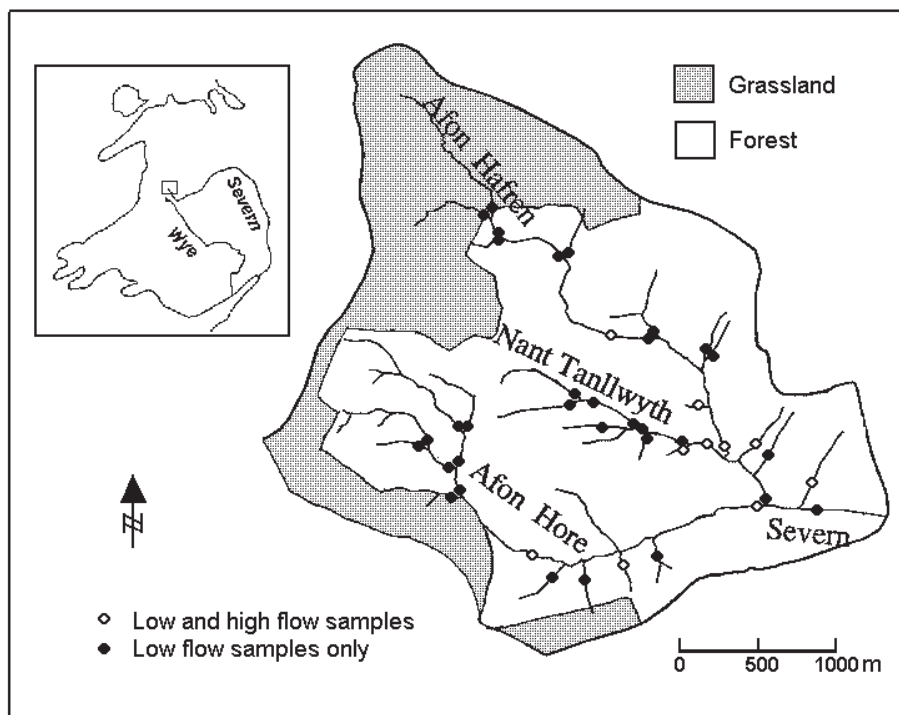 Grassland
Forest
Afon Hafren
Severn
Wye
Nant Tanllwyth
Afon Hore
Severn
N
Low and high flow samples
Low flow samples only
0 500 1000 m